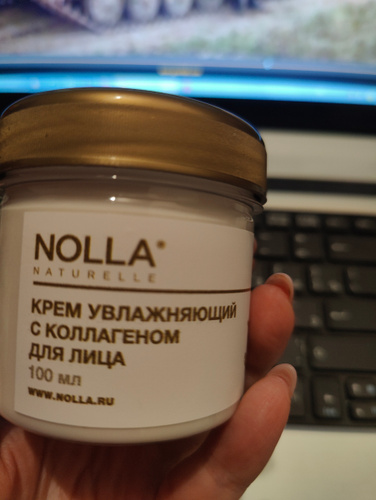 NOLLA®
NATURELLE
КРЕМ УВЛАЖНЯЮЩИЙ
С КОЛЛАГЕНОМ
ДЛЯ ЛИЦА
100 мл
WWW.NOLLA.RU